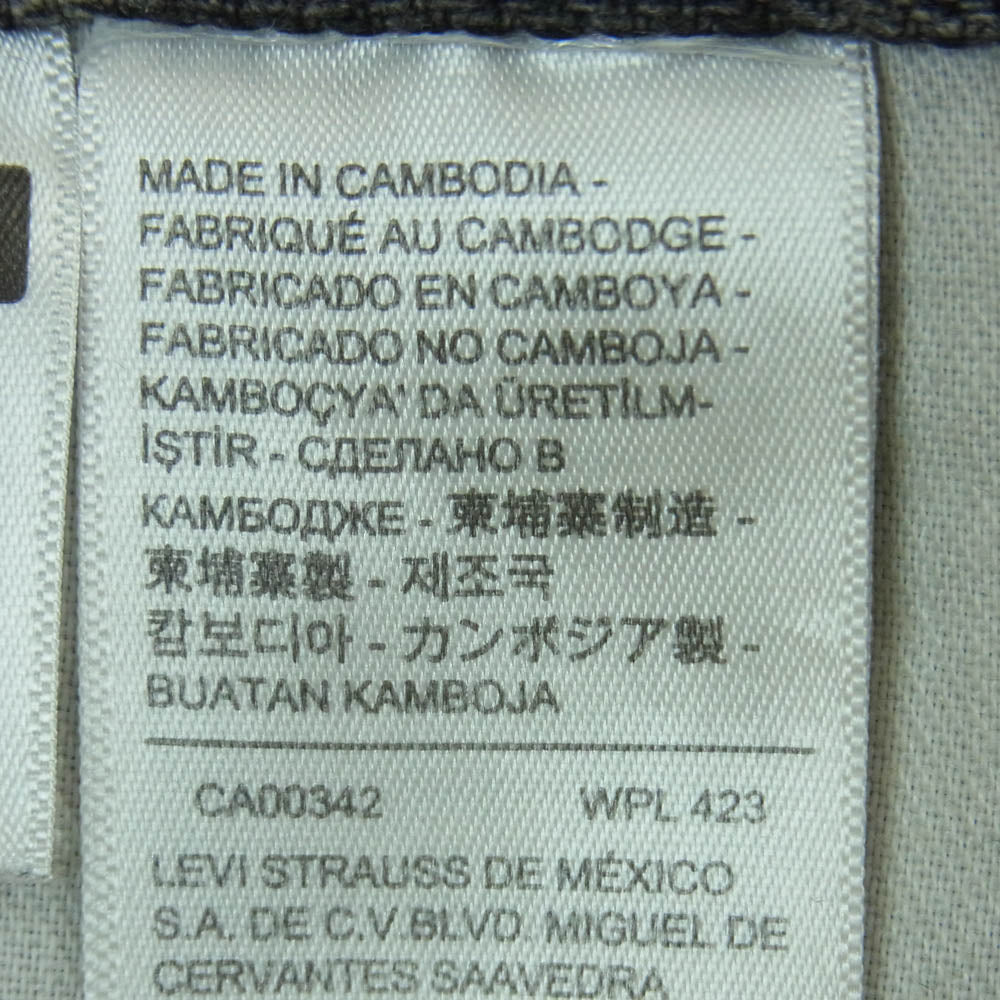 MADE IN CAMBODIA -
FABRIQUÉ AU CAMBODGE -
FABRICADO EN CAMBOYA -
FABRICADO NO CAMBOJA -
KAMBOÇYA' DA ÜRETİLM-
İŞTİR - СДЕЛАНО В
КАМБОДЖЕ - 柬埔寨制造 -
柬埔寨製 - 제조국
캄보디아 - カンボジア製 -
BUATAN KAMBOJA
CA00342 WPL 423
LEVI STRAUSS DE MÉXICO
S.A. DE C.V.BLVD. MIGUEL DE
CERVANTES SAAVEDRA